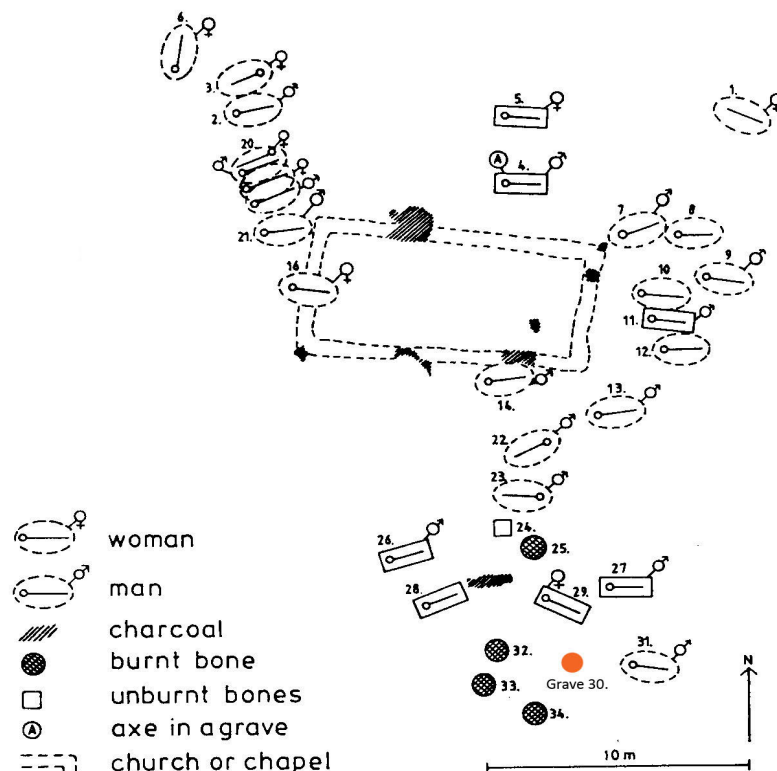 6.
3.
2.
5.
1.
20
A
4.
7
8
21.
16
10
9
11.
12.
14.
13.
22.
23.
24.
25.
26.
27
28.
29.
32.
31.
33.
Grave 30.
34.
N
10 m
woman
man
charcoal
burnt bone
unburnt bones
A axe in a grave
church or chapel